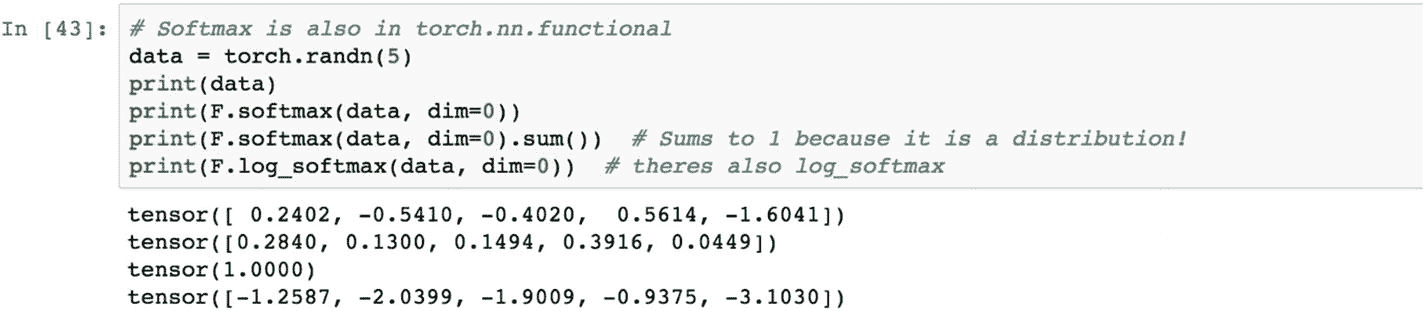 In [43]: # Softmax is also in torch.nn.functional
data = torch.randn(5)
print(data)
print(F.softmax(data, dim=0))
print(F.softmax(data, dim=0).sum())  # Sums to 1 because it is a distribution!
print(F.log_softmax(data, dim=0))  # theres also log_softmax
tensor([ 0.2402, -0.5410, -0.4020,  0.5614, -1.6041])
tensor([0.2840, 0.1300, 0.1494, 0.3916, 0.0449])
tensor(1.0000)
tensor([-1.2587, -2.0399, -1.9009, -0.9375, -3.1030])